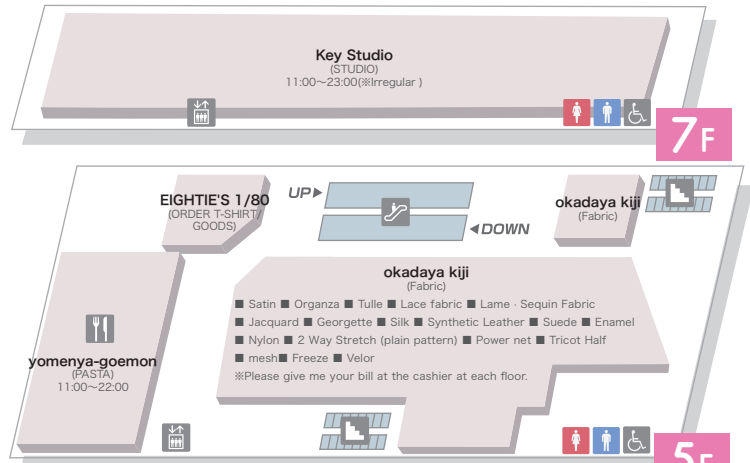 Key Studio
(STUDIO)
11:00～23:00(※Irregular )
7F
EIGHTIE'S 1/80
(ORDER T-SHIRT/
GOODS)
UP▶
◀DOWN
okadaya kiji
(Fabric)
okadaya kiji
(Fabric)
■ Satin ■ Organza ■ Tulle ■ Lace fabric ■ Lame · Sequin Fabric
■ Jacquard ■ Georgette ■ Silk ■ Synthetic Leather ■ Suede ■ Enamel
■ Nylon ■ 2 Way Stretch (plain pattern) ■ Power net ■ Tricot Half
■ mesh■ Freeze ■ Velor
※Please give me your bill at the cashier at each floor.
yomenya-goemon
(PASTA)
11:00～22:00
5F